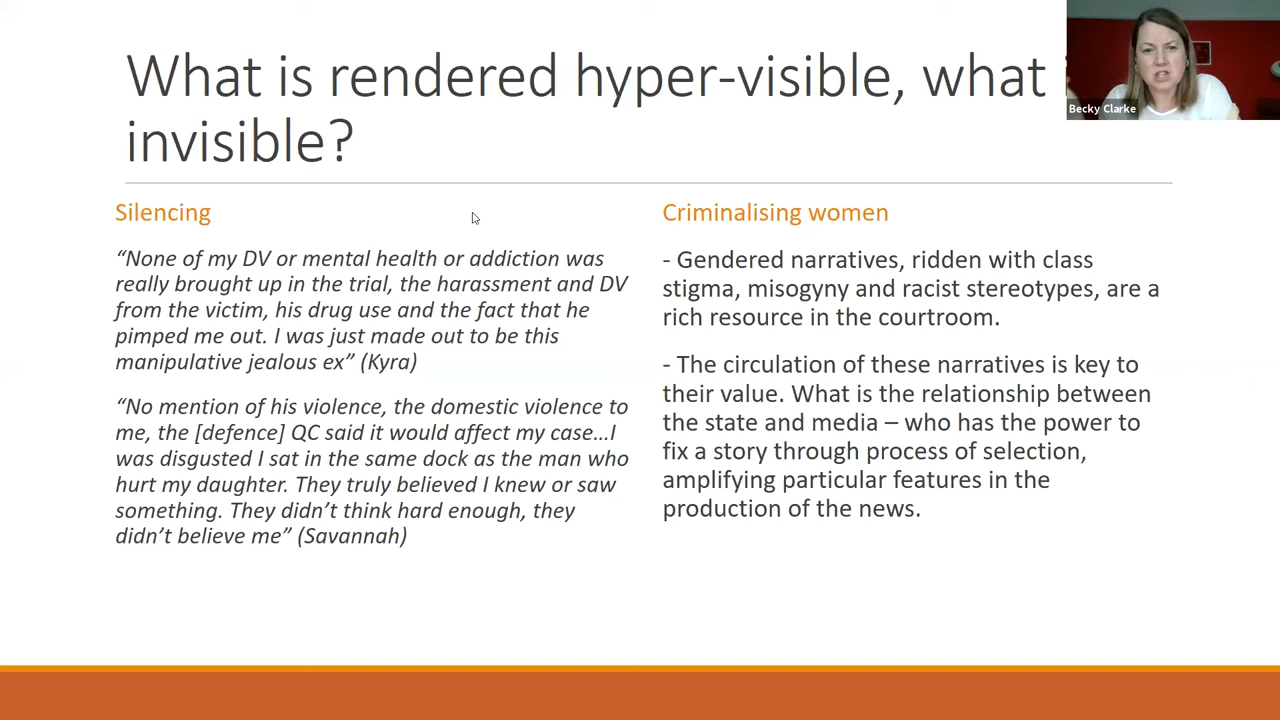 What is rendered hyper-visible, what
invisible?
Becky Clarke
Silencing
“None of my DV or mental health or addiction was
really brought up in the trial, the harassment and DV
from the victim, his drug use and the fact that he
pimped me out. I was just made out to be this
manipulative jealous ex” (Kyra)
“No mention of his violence, the domestic violence to
me, the [defence] QC said it would affect my case…I
was disgusted I sat in the same dock as the man who
hurt my daughter. They truly believed I knew or saw
something. They didn’t think hard enough, they
didn’t believe me” (Savannah)
Criminalising women
- Gendered narratives, ridden with class
stigma, misogyny and racist stereotypes, are a
rich resource in the courtroom.
- The circulation of these narratives is key to
their value. What is the relationship between
the state and media – who has the power to
fix a story through process of selection,
amplifying particular features in the
production of the news.